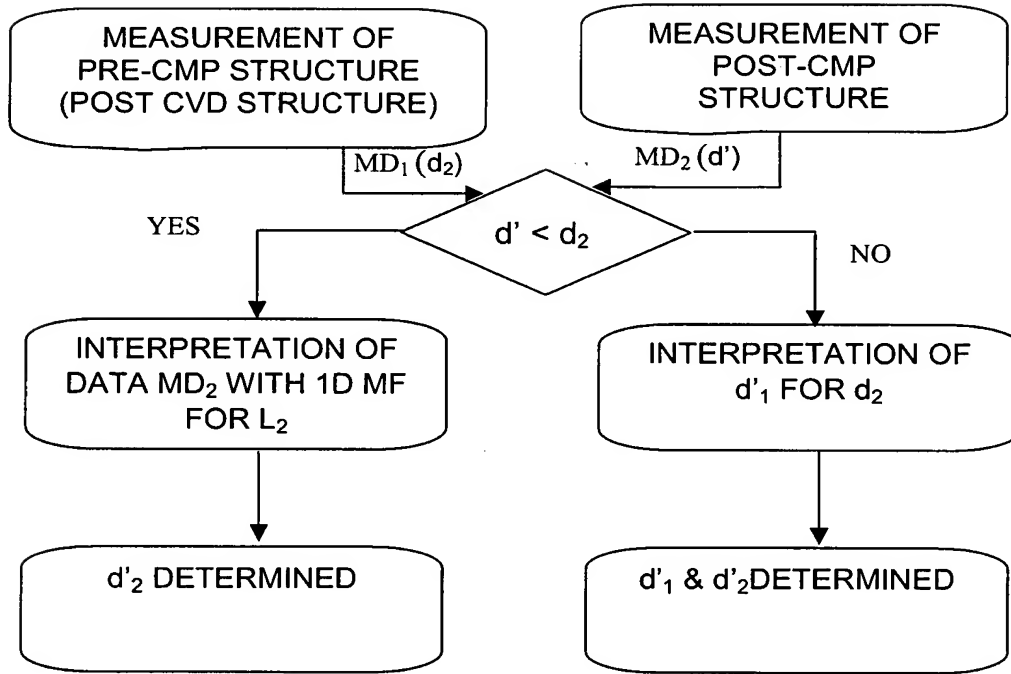 MEASUREMENT OF
PRE-CMP STRUCTURE
(POST CVD STRUCTURE)
MEASUREMENT OF
POST-CMP
STRUCTURE
MD₁ (d₂)
MD₂ (d')
YES
d' < d₂
NO
INTERPRETATION OF
DATA MD₂ WITH 1D MF
FOR L₂
INTERPRETATION OF
d'₁ FOR d₂
d'₂ DETERMINED
d'₁ & d'₂DETERMINED